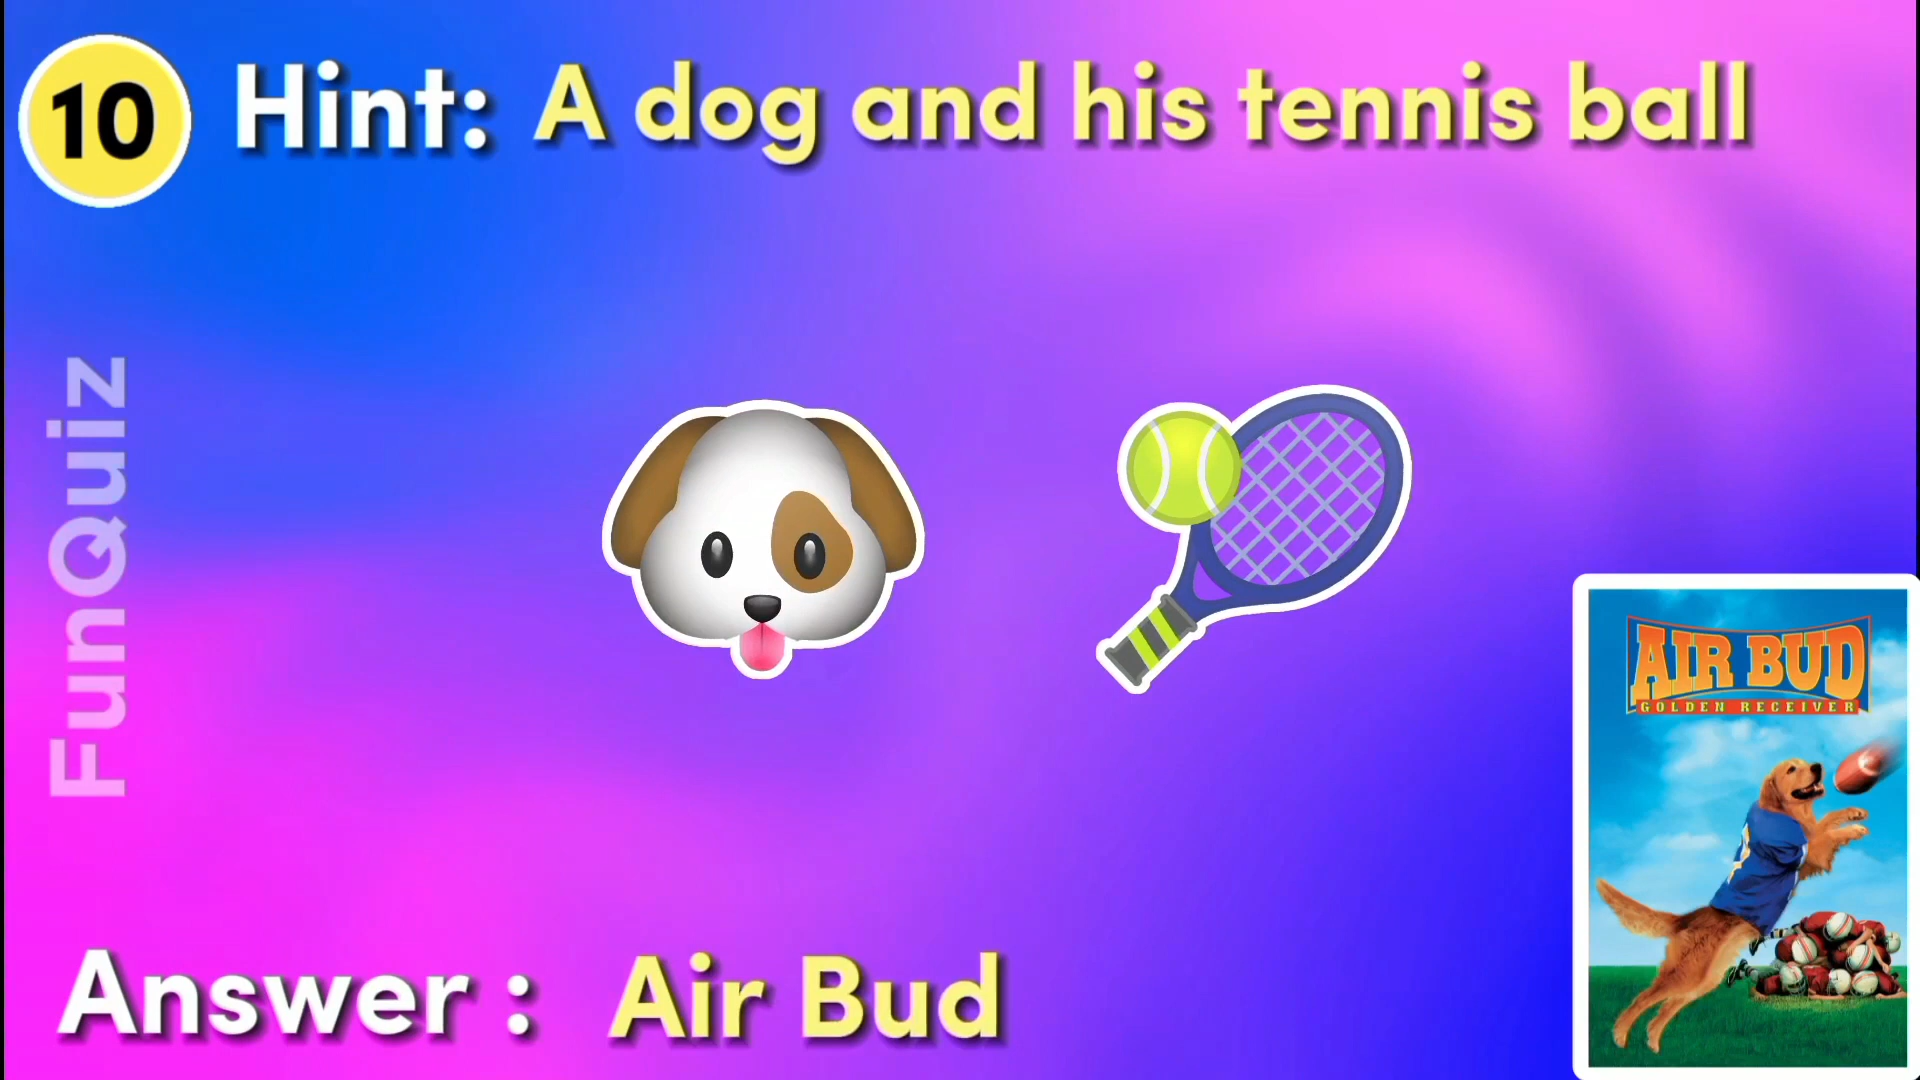 10
Hint: A dog and his tennis ball
FunQuiz
AIR BUD
GOLDEN RECEIVER
Answer : Air Bud